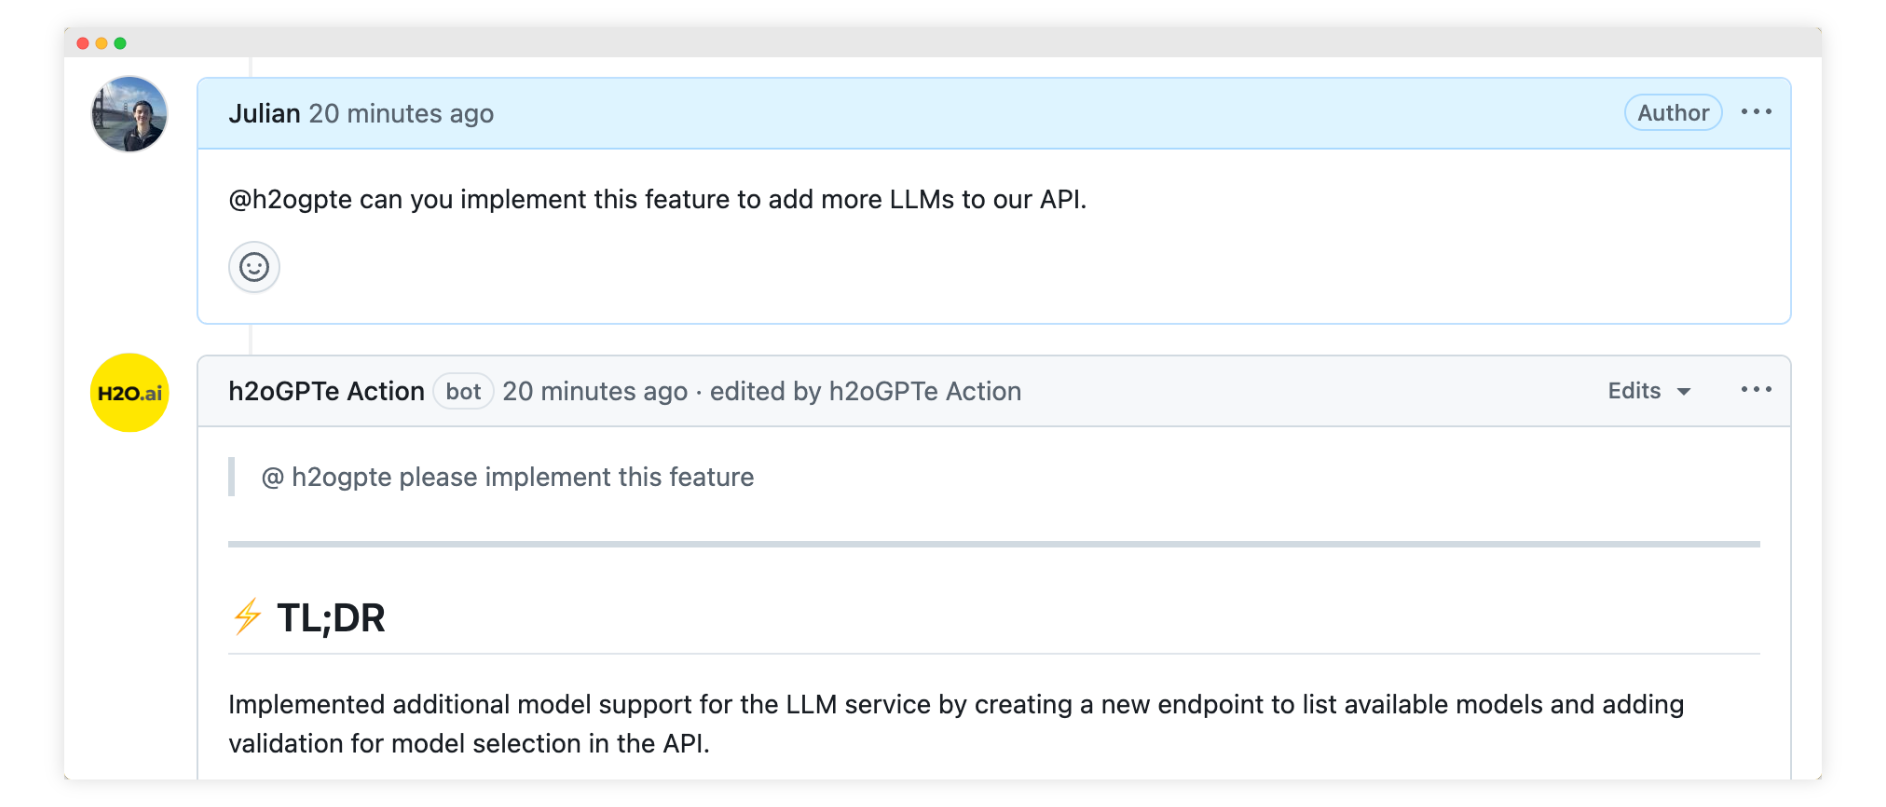 Julian 20 minutes ago
Author
@h2ogpte can you implement this feature to add more LLMs to our API.
H2O.ai
h2oGPTe Action bot 20 minutes ago · edited by h2oGPTe Action
Edits
@ h2ogpte please implement this feature
⚡ TL;DR
Implemented additional model support for the LLM service by creating a new endpoint to list available models and adding
validation for model selection in the API.